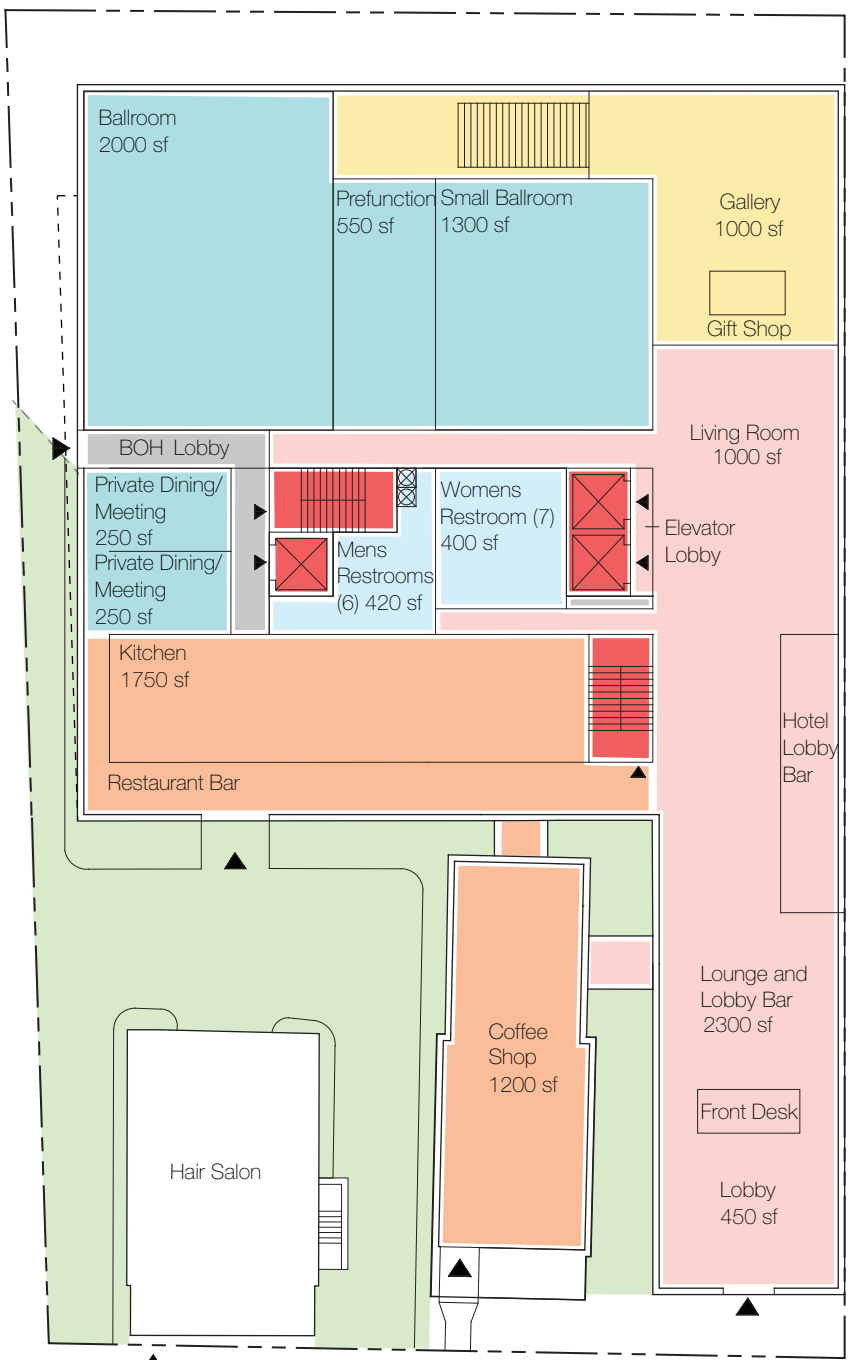 Ballroom
2000 sf
Prefunction
550 sf
Small Ballroom
1300 sf
Gallery
1000 sf
Gift Shop
BOH Lobby
Living Room
1000 sf
Private Dining/
Meeting
250 sf
Private Dining/
Meeting
250 sf
Mens
Restrooms
(6) 420 sf
Womens
Restroom (7)
400 sf
Elevator
Lobby
Kitchen
1750 sf
Restaurant Bar
Hotel
Lobby
Bar
Lounge and
Lobby Bar
2300 sf
Coffee
Shop
1200 sf
Front Desk
Hair Salon
Lobby
450 sf